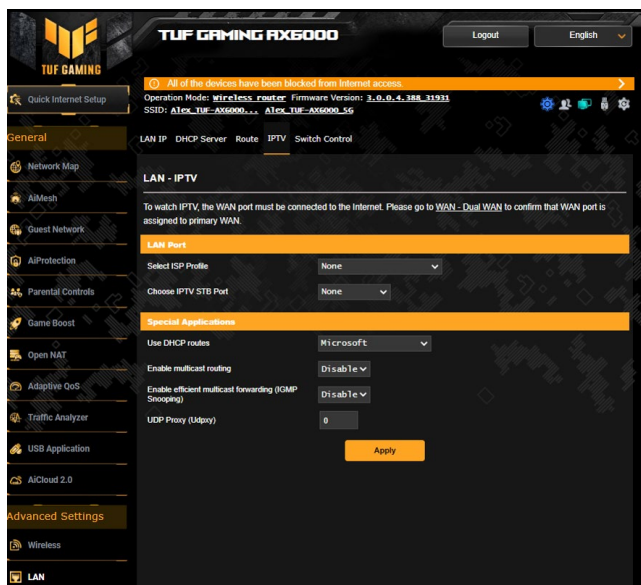 TUF GAMING AX6000
Logout
English
TUF GAMING
All of the devices have been blocked from Internet access.
Quick Internet Setup
Operation Mode: Wireless router Firmware Version: 3.0.0.4.388_31931
SSID: Alex_TUF-AX6000... Alex_TUF-AX6000_5G
General
LAN IP DHCP Server Route IPTV Switch Control
Network Map
AiMesh
Guest Network
AiProtection
Parental Controls
Game Boost
Open NAT
Adaptive QoS
Traffic Analyzer
USB Application
AiCloud 2.0
Advanced Settings
Wireless
LAN
LAN - IPTV
To watch IPTV, the WAN port must be connected to the Internet. Please go to WAN - Dual WAN to confirm that WAN port is
assigned to primary WAN.
LAN Port
Select ISP Profile None
Choose IPTV STB Port None
Special Applications
Use DHCP routes Microsoft
Enable multicast routing Disable
Enable efficient multicast forwarding (IGMP
Snooping) Disable
UDP Proxy (Udpxy) 0
Apply